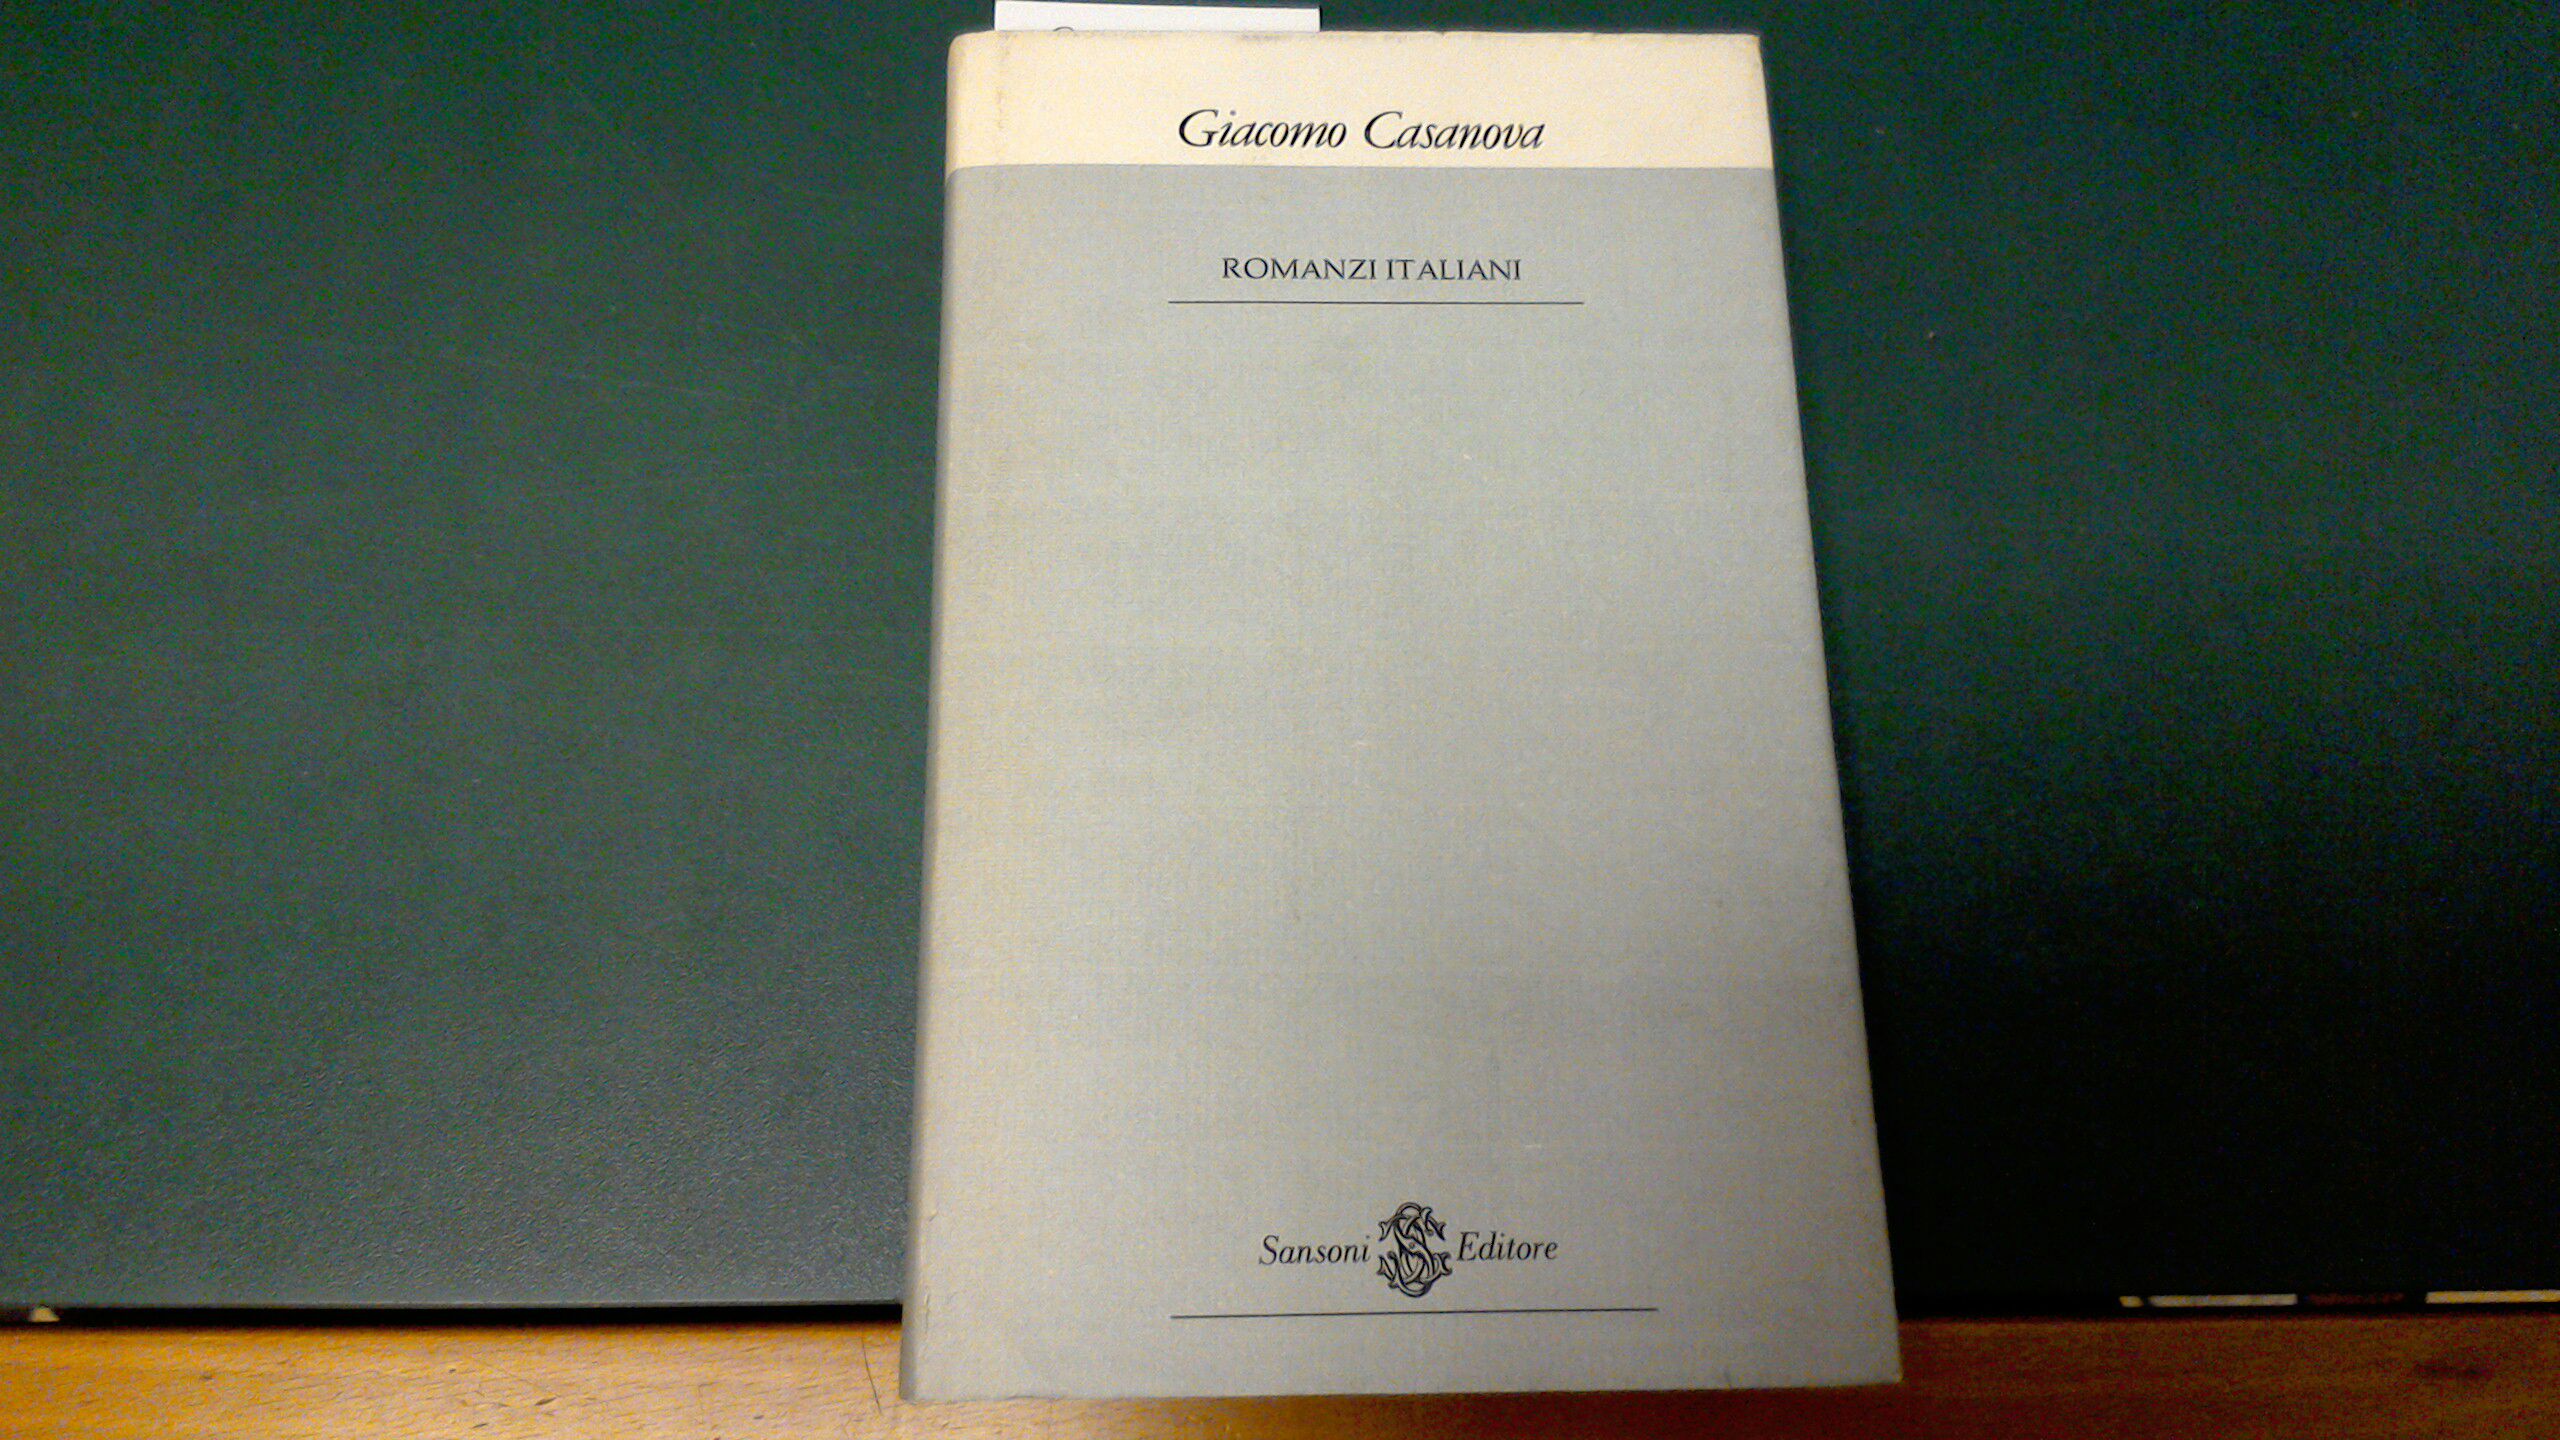 Giacomo Casanova
ROMANZI ITALIANI
Sansoni Editore